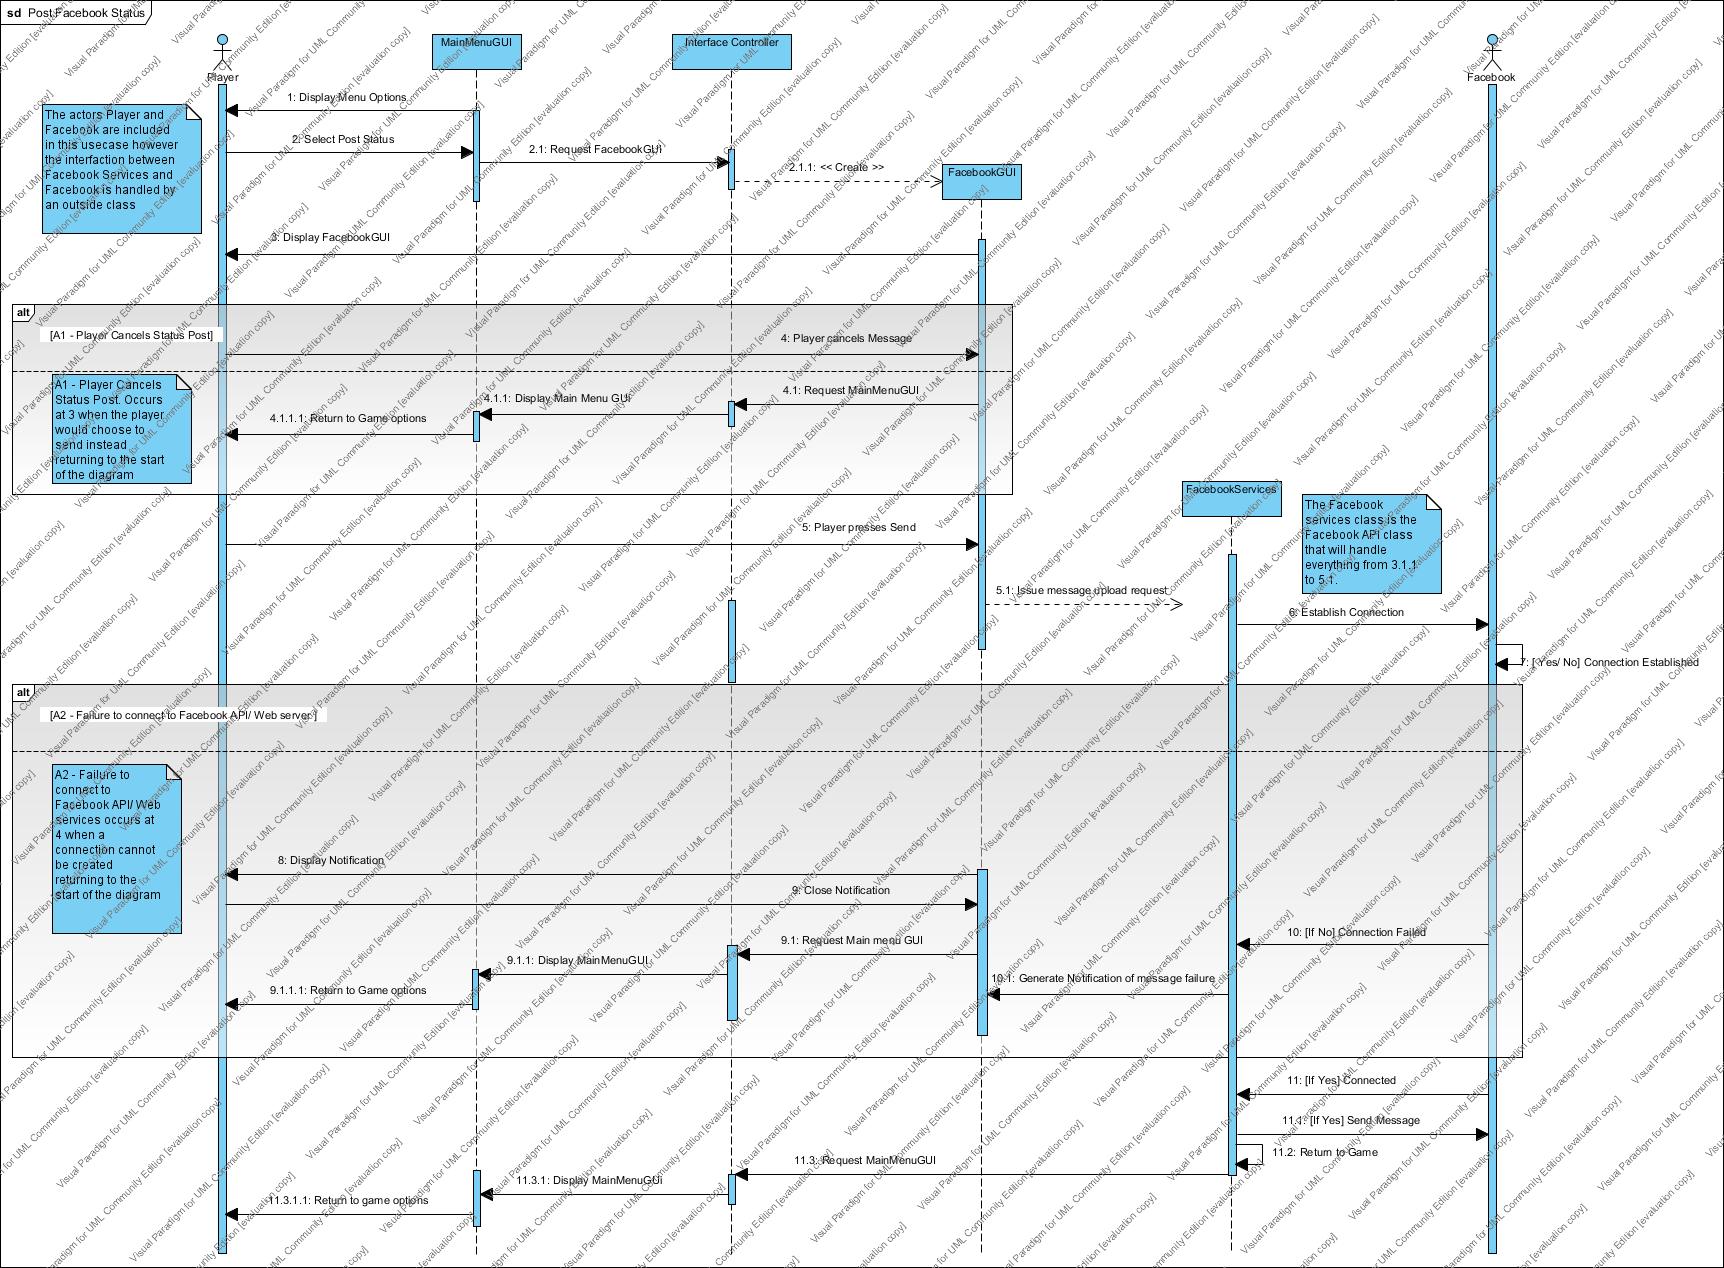 sd Post Facebook Status
Player
MainMenuGUI
Interface Controller
Facebook
1: Display Menu Options
The actors Player and
Facebook are included
in this usecase however
the interfaction between
Facebook Services and
Facebook is handled by
an outside class
2: Select Post Status
2.1: Request FacebookGUI
2.1.1: << Create >>
FacebookGUI
3: Display FacebookGUI
alt
[A1 - Player Cancels Status Post]
4: Player cancels Message
A1 - Player Cancels
Status Post. Occurs
at 3 when the player
would choose to
send instead
returning to the start
of the diagram
4.1: Request MainMenuGUI
4.1.1: Display Main Menu GUI
4.1.1.1: Return to Game options
FacebookServices
The Facebook
services class is the
Facebook API class
that will handle
everything from 3.1.1
to 5.1.
5: Player presses Send
5.1: Issue message upload request
6: Establish Connection
7: [ Yes/ No] Connection Established
alt
[A2 - Failure to connect to Facebook API/ Web server ]
A2 - Failure to
connect to
Facebook API/ Web
services occurs at
4 when a
connection cannot
be created
returning to the
start of the diagram
8: Display Notification
9: Close Notification
10: [If No] Connection Failed
9.1: Request Main menu GUI
9.1.1: Display MainMenuGUI
10.1: Generate Notification of message failure
9.1.1.1: Return to Game options
11: [If Yes] Connected
11.1: [If Yes] Send Message
11.2: Return to Game
11.3: Request MainMenuGUI
11.3.1: Display MainMenuGUI
11.3.1.1: Return to game options
Visual Paradigm for UML Community Edition [evaluation copy]